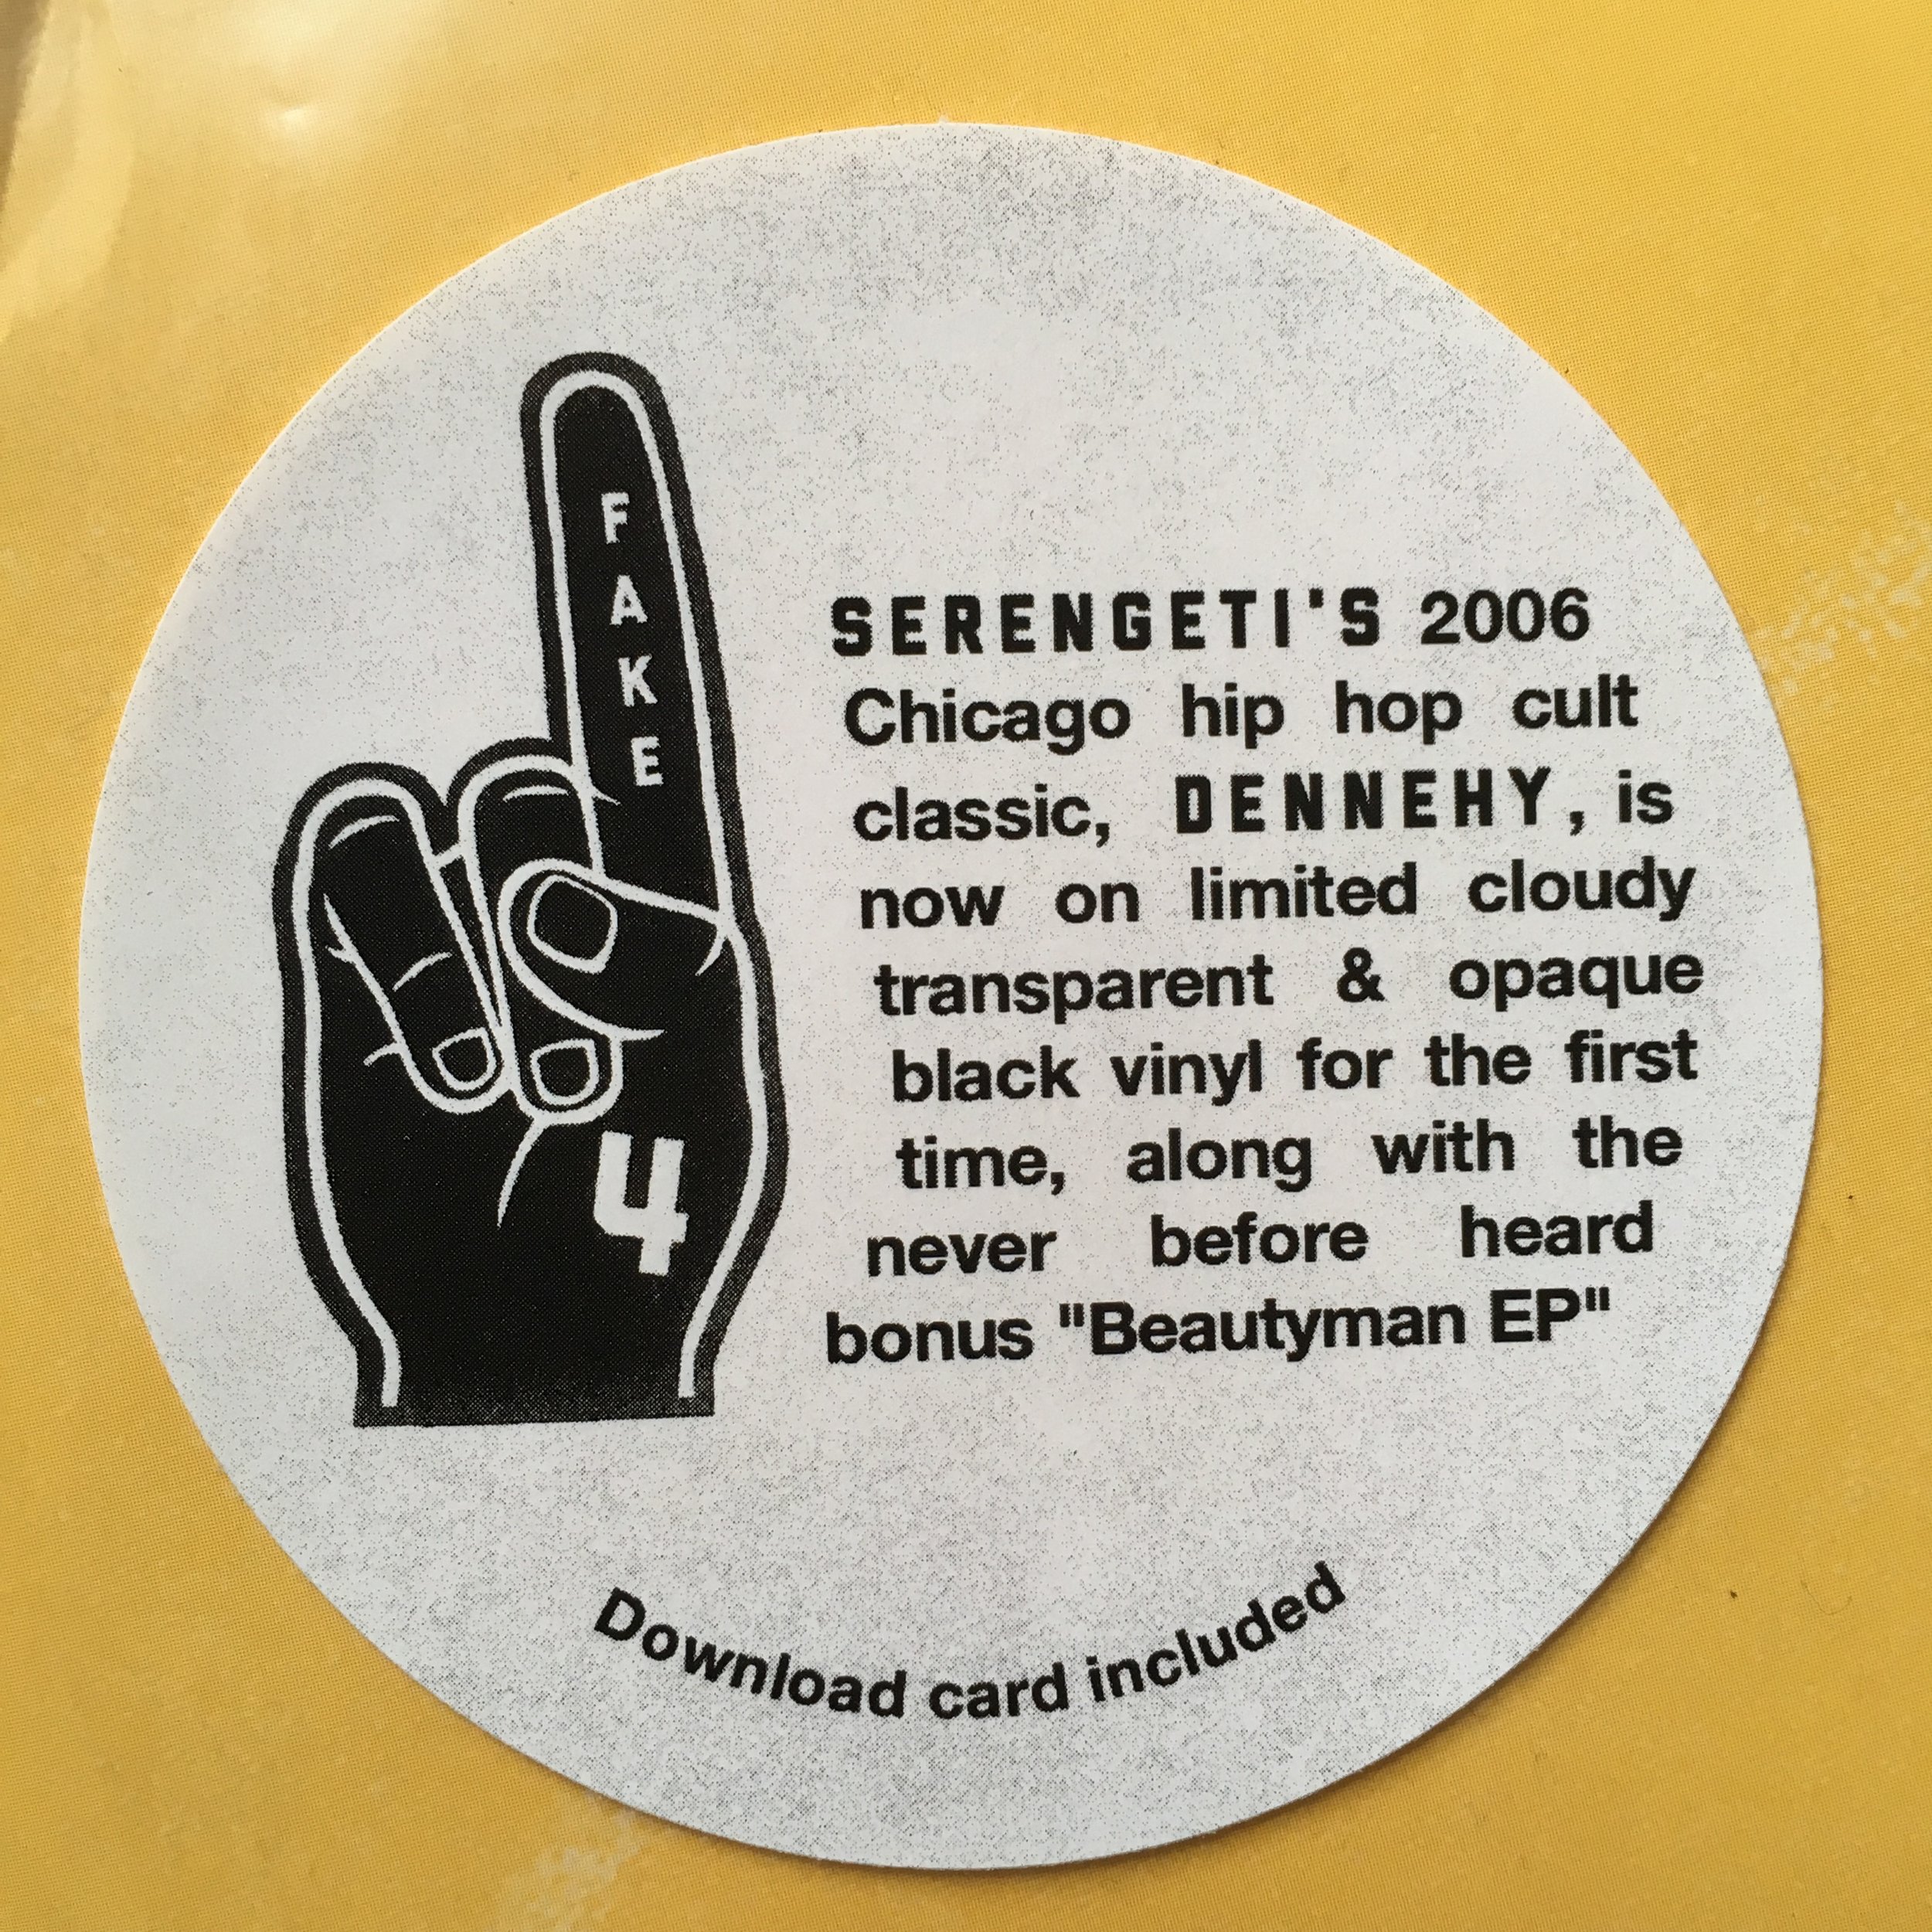 FAKE
4
SERENGETI'S 2006
Chicago hip hop cult
classic, DENNEHY, is
now on limited cloudy
transparent & opaque
black vinyl for the first
time, along with the
never before heard
bonus "Beautyman EP"
Download card included